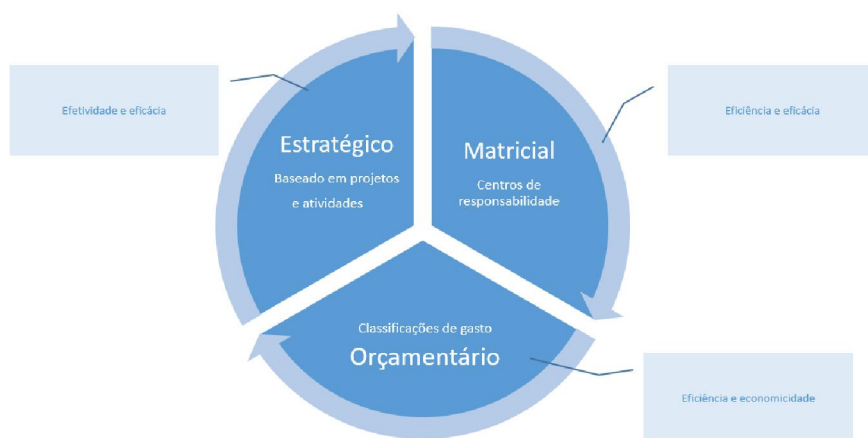 Efetividade e eficácia
Estratégico
Baseado em projetos
e atividades
Matricial
Centros de
responsabilidade
Eficiência e eficácia
Classificações de gasto
Orçamentário
Eficiência e economicidade